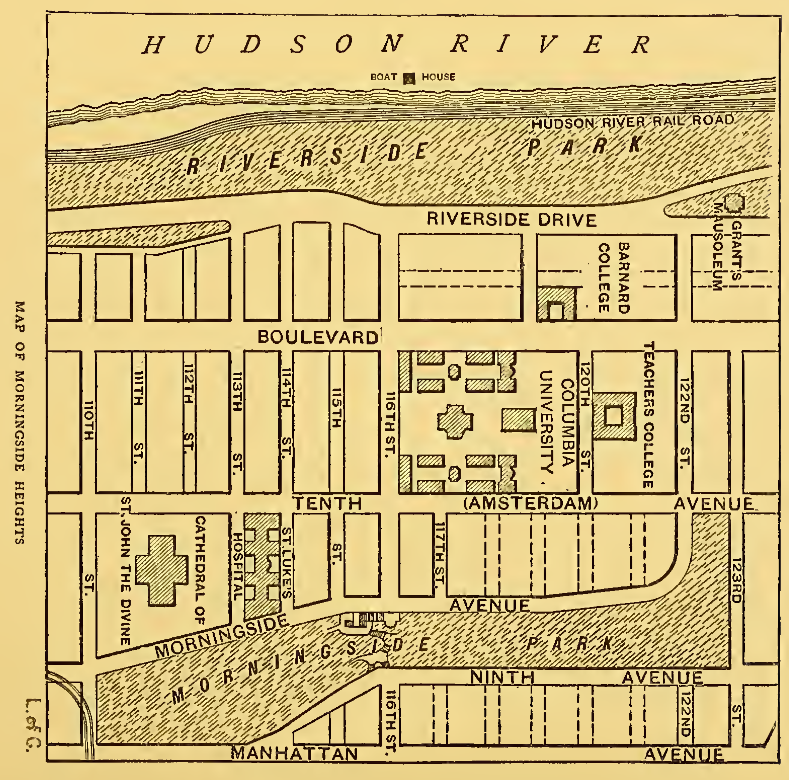 HUDSON RIVER
BOAT HOUSE
HUDSON RIVER RAIL ROAD
RIVERSIDE PARK
RIVERSIDE DRIVE
GRANT'S
MAUSOLEUM
BARNARD
COLLEGE
BOULEVARD
110TH ST.
111TH ST.
112TH ST.
113TH ST.
114TH ST.
115TH ST.
116TH ST.
COLUMBIA
UNIVERSITY.
120TH ST.
TEACHERS COLLEGE
122ND ST.
TENTH (AMSTERDAM) AVENUE
CATHEDRAL OF
ST. JOHN THE DIVINE
ST. LUKE'S
HOSPITAL
117TH ST.
123RD ST.
MORNINGSIDE AVENUE
MORNINGSIDE PARK
NINTH AVENUE
116TH ST.
122ND
MANHATTAN AVENUE
MAP OF MORNINGSIDE HEIGHTS
L. of C.